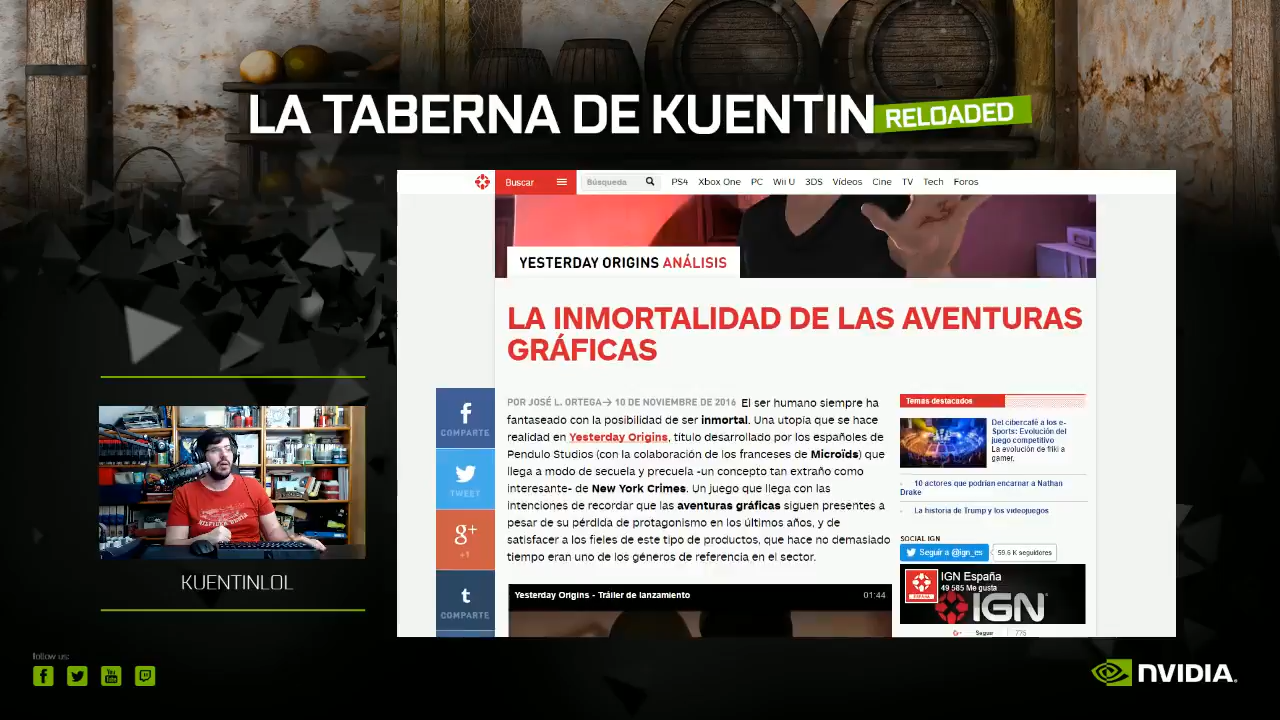 LA TABERNA DE KUENTIN RELOADED
Buscar
Búsqueda
PS4 Xbox One PC Wii U 3DS Vídeos Cine TV Tech Foros
YESTERDAY ORIGINS ANÁLISIS
LA INMORTALIDAD DE LAS AVENTURAS
GRÁFICAS
COMPARTE
TWEET
g+
+1
t
COMPARTE
POR JOSÉ L. ORTEGA→ 10 DE NOVIEMBRE DE 2016 El ser humano siempre ha
fantaseado con la posibilidad de ser inmortal. Una utopia que se hace
realidad en Yesterday Origins, título desarrollado por los españoles de
Pendulo Studios (con la colaboración de los franceses de Microïds) que
llega a modo de secuela y precuela -un concepto tan extraño como
interesante- de New York Crimes. Un juego que llega con las
intenciones de recordar que las aventuras gráficas siguen presentes a
pesar de su pérdida de protagonismo en los últimos años, y de
satisfacer a los fieles de este tipo de productos, que hace no demasiado
tiempo eran uno de los géneros de referencia en el sector.
Yesterday Origins - Tráiler de lanzamiento 01:44
Temas destacados
Del cibercafé a los e-
Sports: Evolución del
juego competitivo
La evolución de friki a
gamer.
10 actores que podrían encarnar a Nathan
Drake
La historia de Trump y los videojuegos
SOCIAL IGN
Seguir a @ign_es 59.6 K seguidores
IGN España
49 585 Me gusta
IGN
Seguir 775
KUENTINLOL
follow us:
NVIDIA.